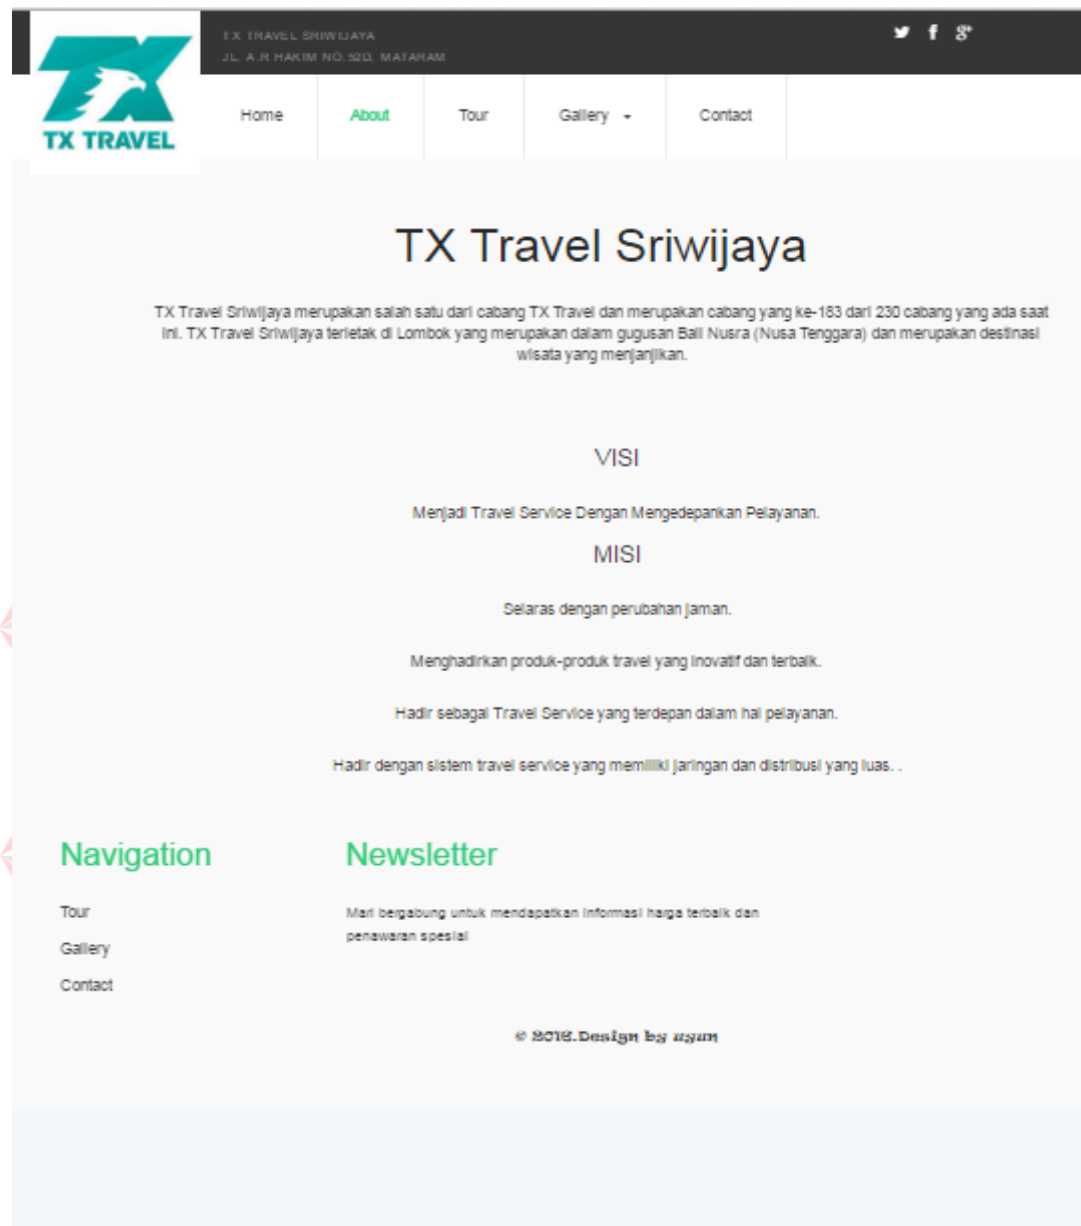 TX TRAVEL SRIWIJAYA
JL. A.R HAKIM NO. 52D, MATARAM
TX TRAVEL
Home
About
Tour
Gallery
Contact
TX Travel Sriwijaya
TX Travel Sriwijaya merupakan salah satu dari cabang TX Travel dan merupakan cabang yang ke-183 dari 230 cabang yang ada saat
ini. TX Travel Sriwijaya terletak di Lombok yang merupakan dalam gugusan Bali Nusra (Nusa Tenggara) dan merupakan destinasi
wisata yang menjanjikan.
VISI
Menjadi Travel Service Dengan Mengedepankan Pelayanan.
MISI
Selaras dengan perubahan jaman.
Menghadirkan produk-produk travel yang inovatif dan terbaik.
Hadir sebagai Travel Service yang terdepan dalam hal pelayanan.
Hadir dengan sistem travel service yang memiliki jaringan dan distribusi yang luas. .
Navigation
Tour
Gallery
Contact
Newsletter
Mari bergabung untuk mendapatkan informasi harga terbaik dan
penawaran spesial
© 2016.Design by uyun